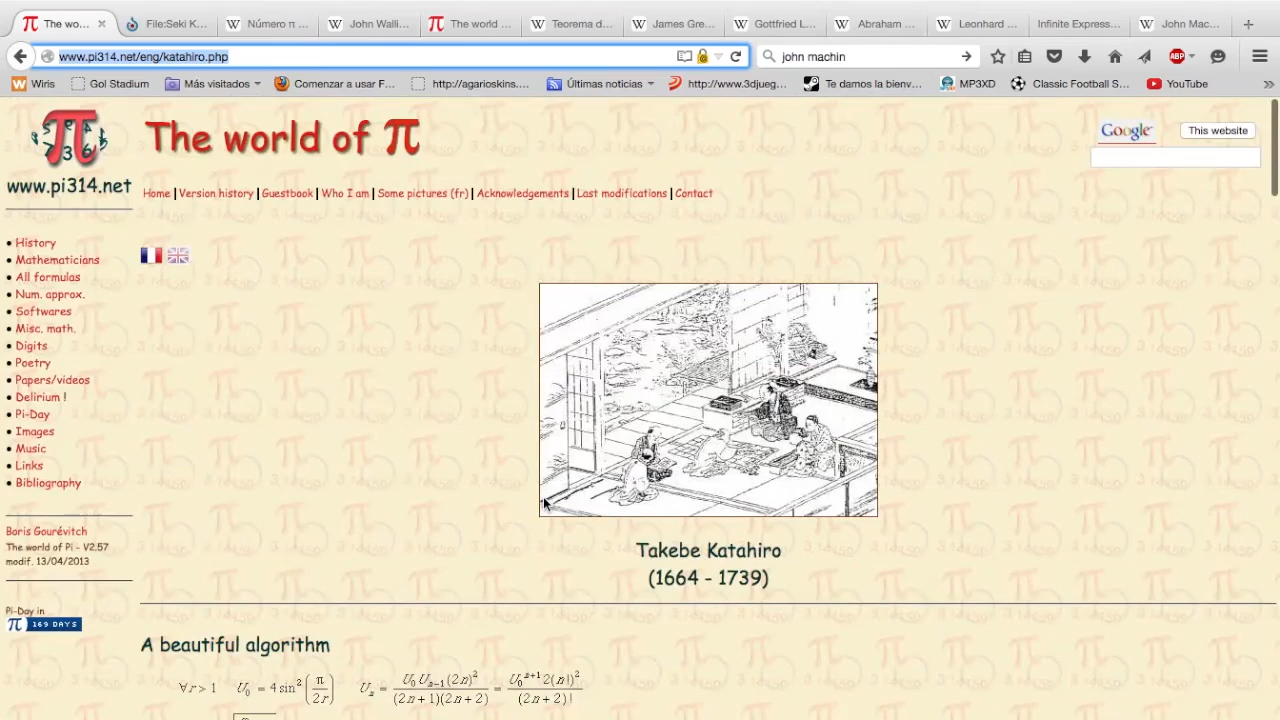 The wo...
File:Seki K...
Número π ...
John Walli...
The world ...
Teorema d...
James Gre...
Gottfried L...
Abraham ...
Leonhard ...
Infinite Express...
John Mac...
www.pi314.net/eng/katahiro.php
john machin
ABP
Wiris
Gol Stadium
Más visitados
Comenzar a usar F...
http://agarioskins....
Últimas noticias
http://www.3djueg...
Te damos la bienv...
MP3XD
Classic Football S...
YouTube
The world of π
Google
This website
www.pi314.net
Home | Version history | Guestbook | Who I am | Some pictures (fr) | Acknowledgements | Last modifications | Contact
• History
• Mathematicians
• All formulas
• Num. approx.
• Softwares
• Misc. math.
• Digits
• Poetry
• Papers/videos
• Delirium !
• Pi-Day
• Images
• Music
• Links
• Bibliography
Boris Gourévitch
The world of Pi - V2.57
modif. 13/04/2013
Pi-Day in
π 169 DAYS
Takebe Katahiro
(1664 - 1739)
A beautiful algorithm